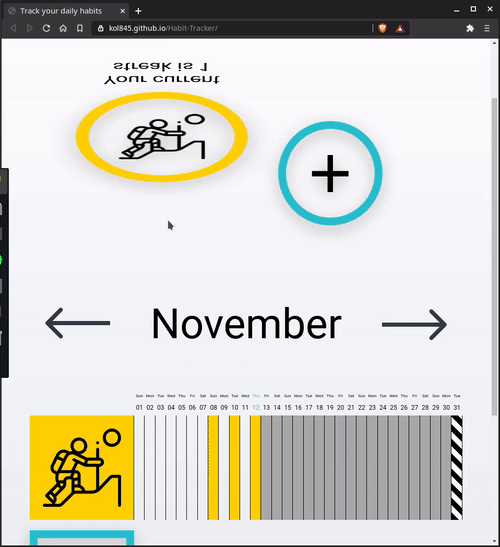 Track your daily habits
kol845.github.io/Habit-Tracker/
streak is 1
Your current
November
Sun Mon Tue Wed Thu Fri Sat Sun Mon Tue Wed Thu Fri Sat Sun Mon Tue Wed Thu Fri Sat Sun Mon Tue Wed Thu Fri Sat Sun Mon Tue
01 02 03 04 05 06 07 08 09 10 11 12 13 14 15 16 17 18 19 20 21 22 23 24 25 26 27 28 29 30 31